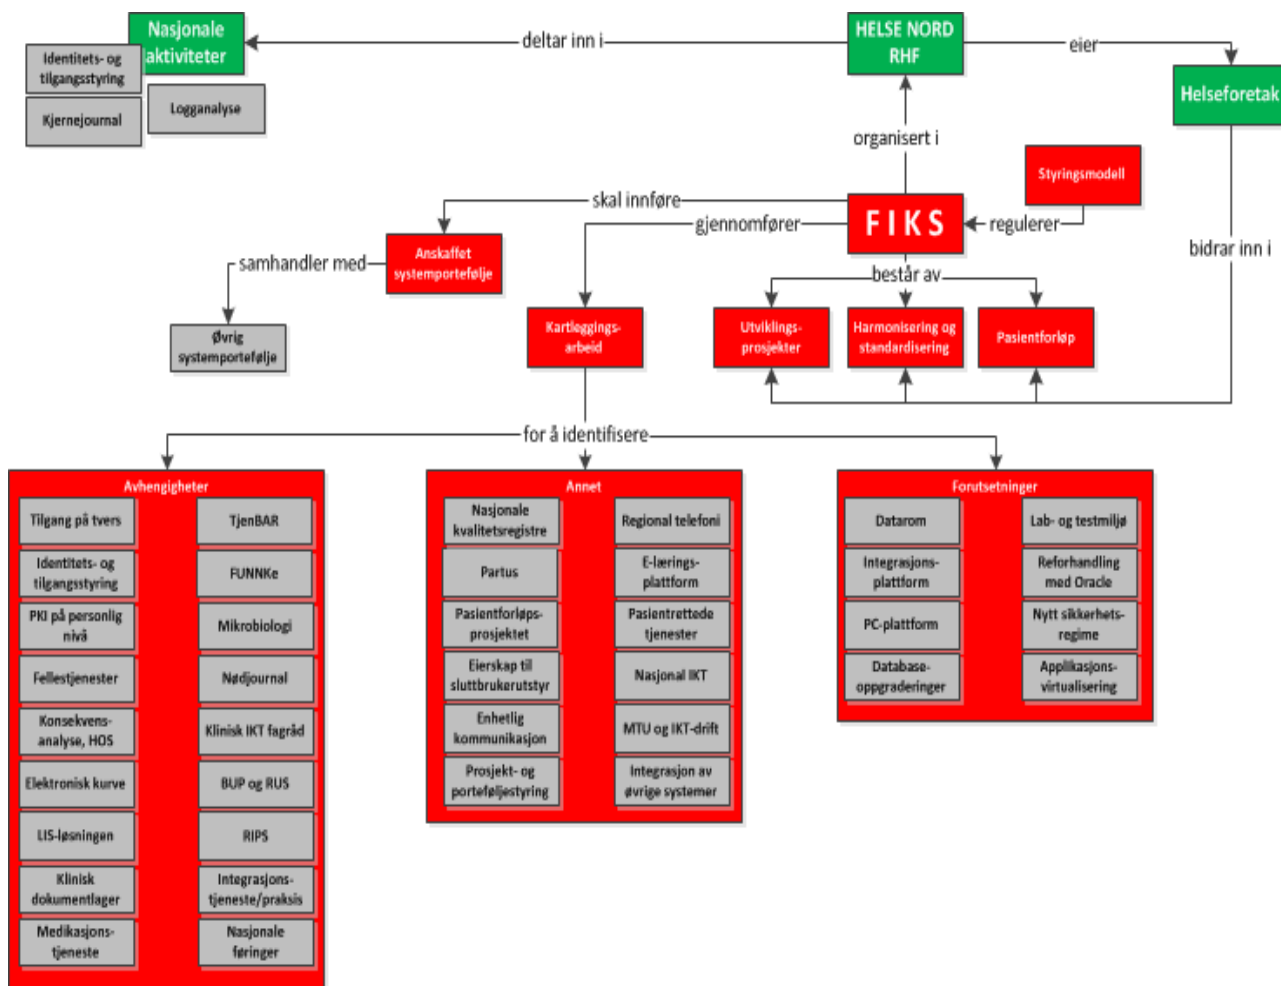 Nasjonale
aktiviteter
Identitets- og
tilgangsstyring
Kjernejournal
Logganalyse
deltar inn i
HELSE NORD
RHF
eier
Helseforetak
organisert i
Styringsmodell
skal innføre
gjennomfører
FIKS
regulerer
bidrar inn i
samhandler med
Anskaffet
systemportefølje
består av
Øvrig
systemportefølje
Kartleggings-
arbeid
Utviklings-
prosjekter
Harmonisering og
standardisering
Pasientforløp
for å identifisere
Avhengigheter
Tilgang på tvers
TjenBAR
Identitets- og
tilgangsstyring
FUNNKe
PKI på personlig
nivå
Mikrobiologi
Fellestjenester
Nødjournal
Konsekvens-
analyse, HOS
Klinisk IKT fagråd
Elektronisk kurve
BUP og RUS
LIS-løsningen
RIPS
Klinisk
dokumentlager
Integrasjons-
tjeneste/praksis
Medikasjons-
tjeneste
Nasjonale
føringer
Annet
Nasjonale
kvalitetsregistre
Regional telefoni
Partus
E-lærings-
plattform
Pasientforløps-
prosjektet
Pasientrettede
tjenester
Eierskap til
sluttbrukerutstyr
Nasjonal IKT
Enhetlig
kommunikasjon
MTU og IKT-drift
Prosjekt- og
porteføljestyring
Integrasjon av
øvrige systemer
Forutsetninger
Datarom
Lab- og testmiljø
Integrasjons-
plattform
Reforhandling
med Oracle
PC-plattform
Nytt sikkerhets-
regime
Database-
oppgraderinger
Applikasjons-
virtualisering